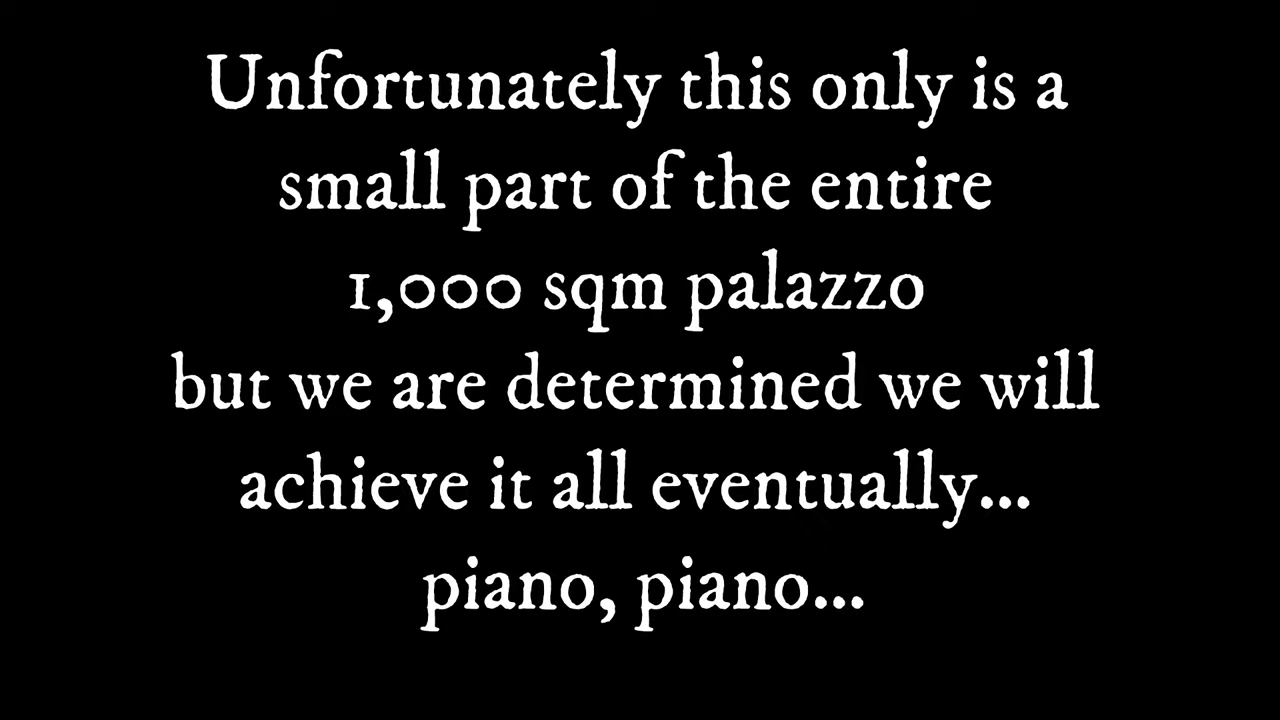 Unfortunately this only is a
small part of the entire
1,000 sqm palazzo
but we are determined we will
achieve it all eventually...
piano, piano...